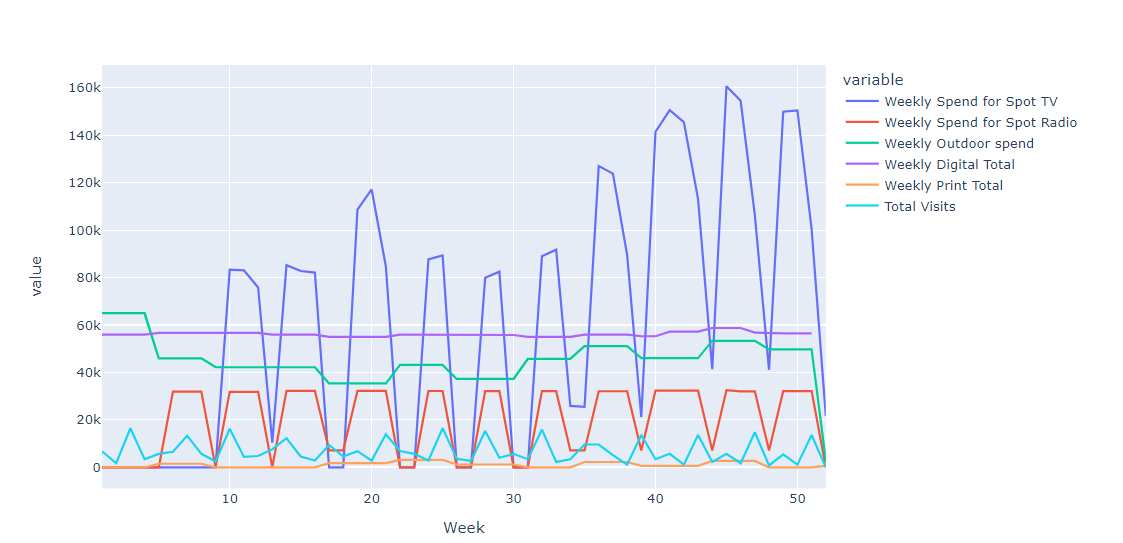 variable
Weekly Spend for Spot TV
Weekly Spend for Spot Radio
Weekly Outdoor spend
Weekly Digital Total
Weekly Print Total
Total Visits
value
160k
140k
120k
100k
80k
60k
40k
20k
0
10 20 30 40 50
Week